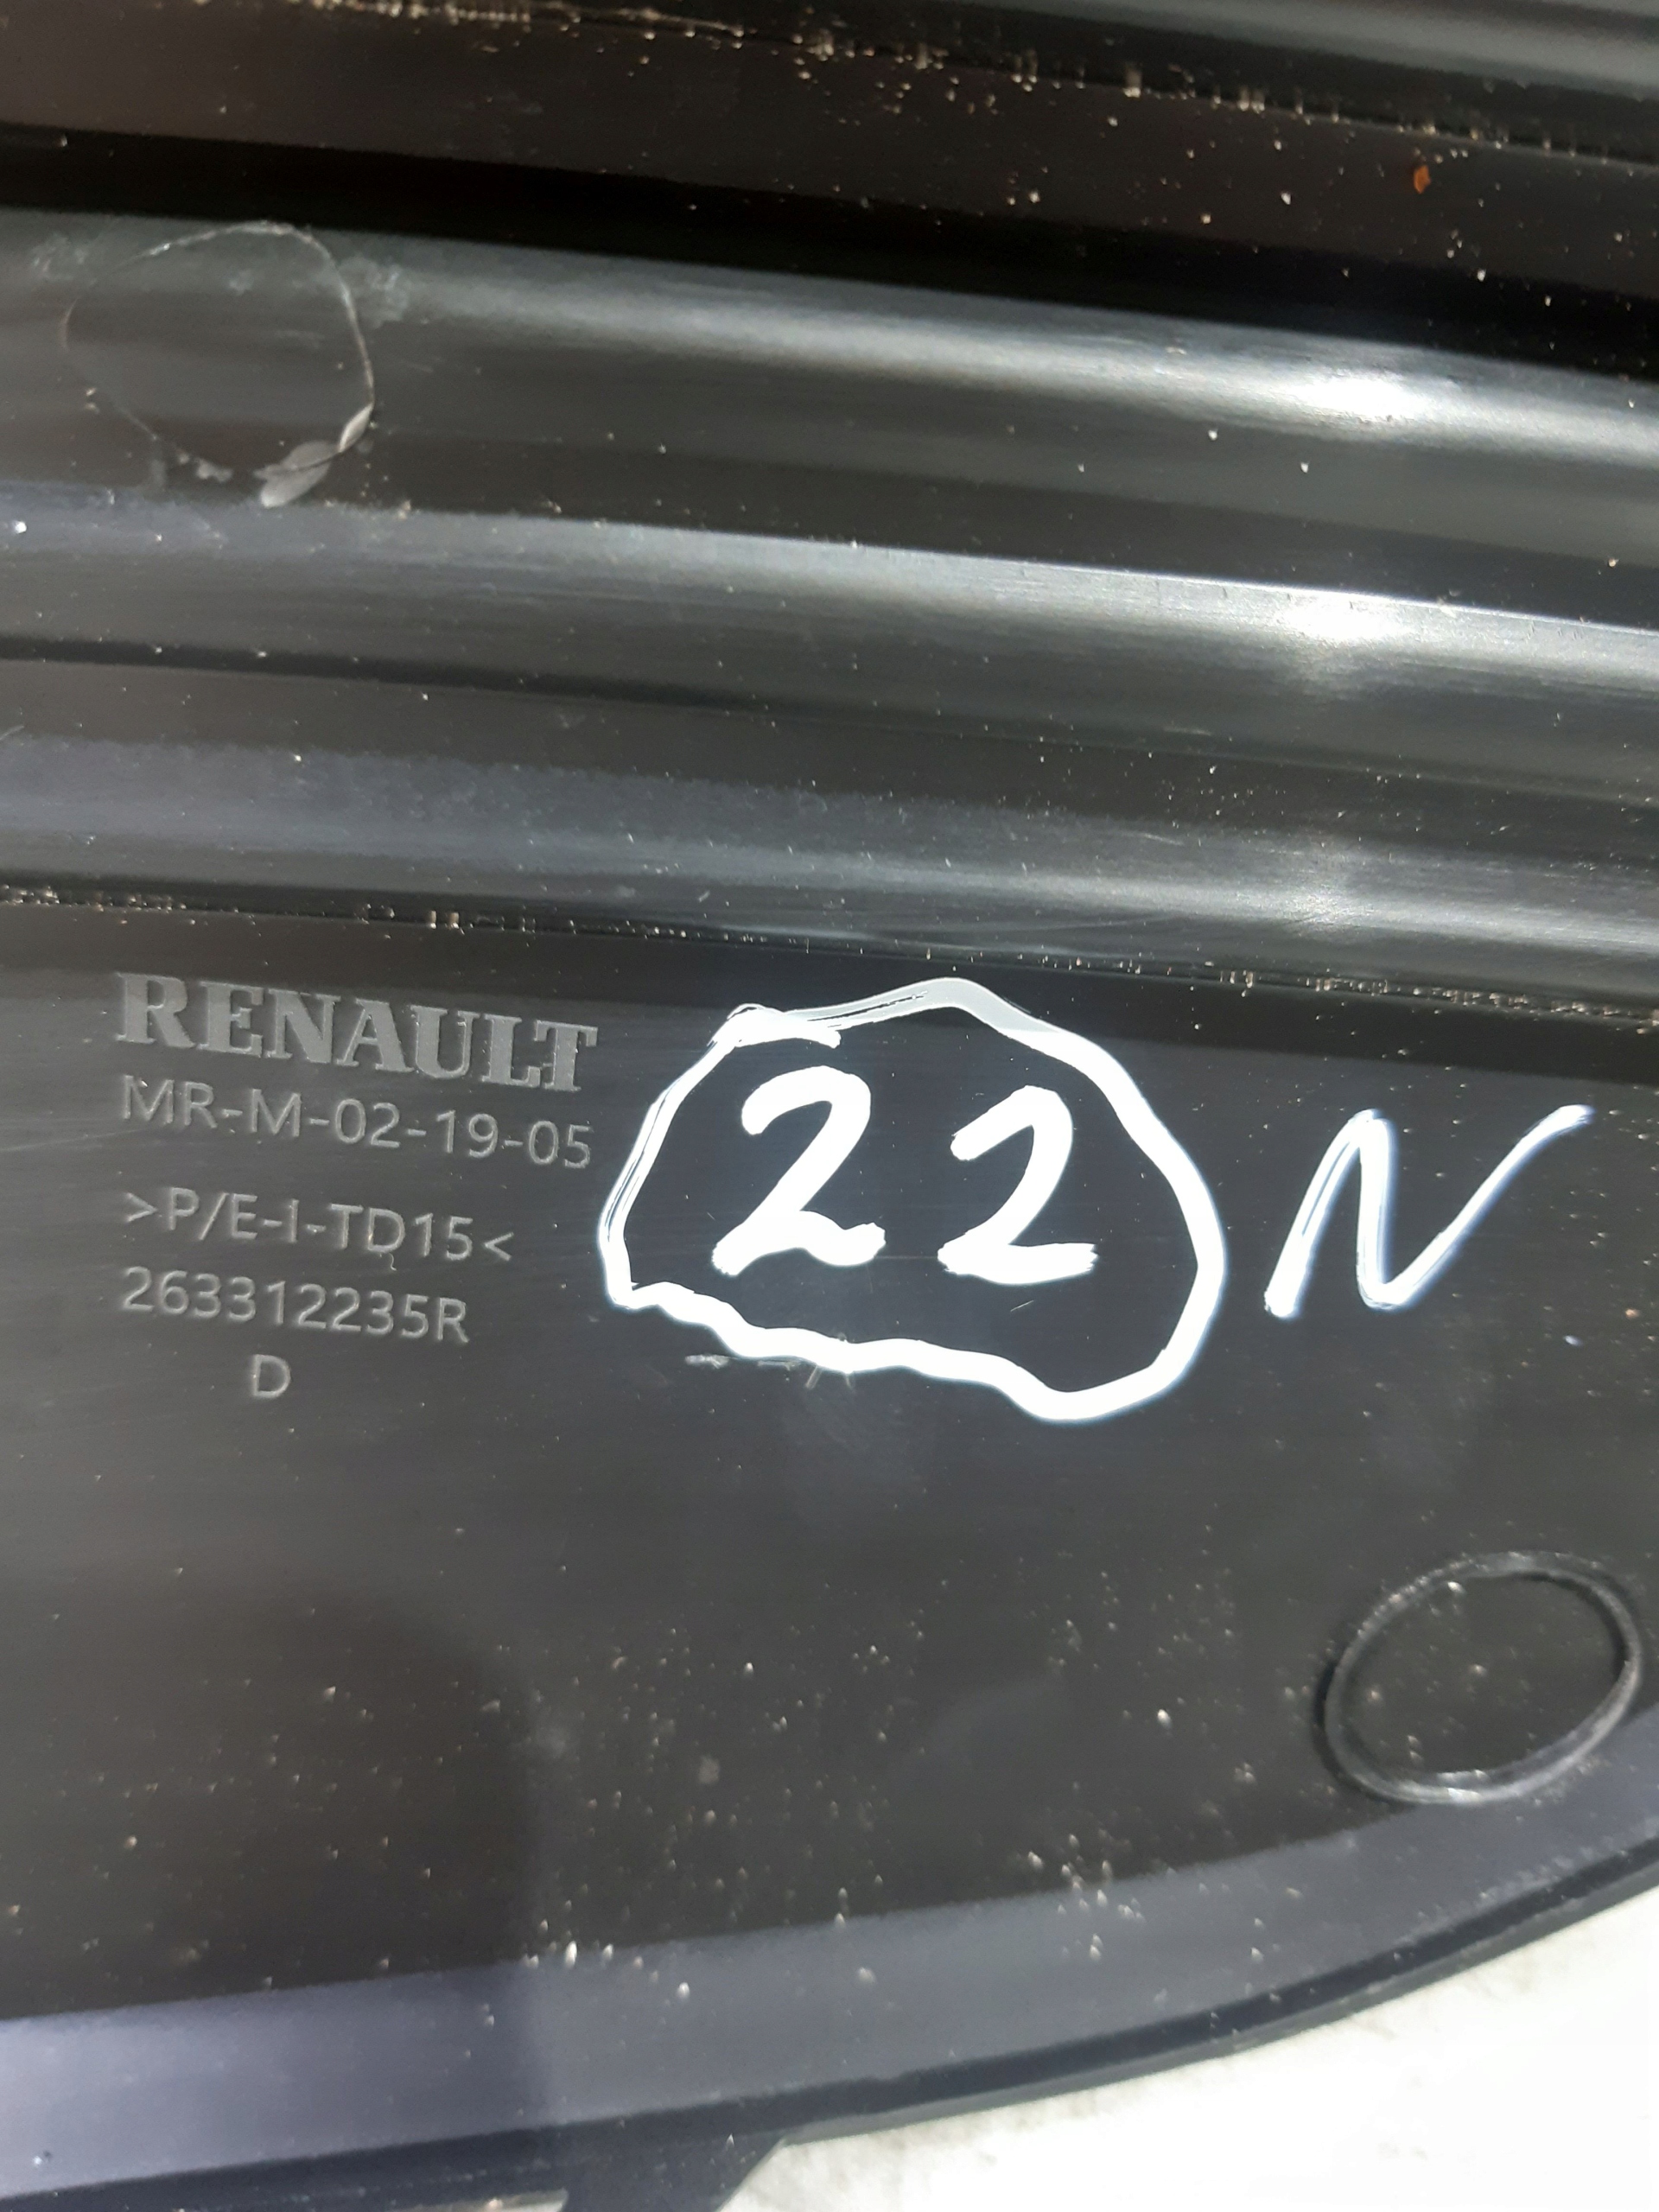 RENAULT
MR-M-02-19-05
>P/E-I-TD15<
263312235R
D
22 N